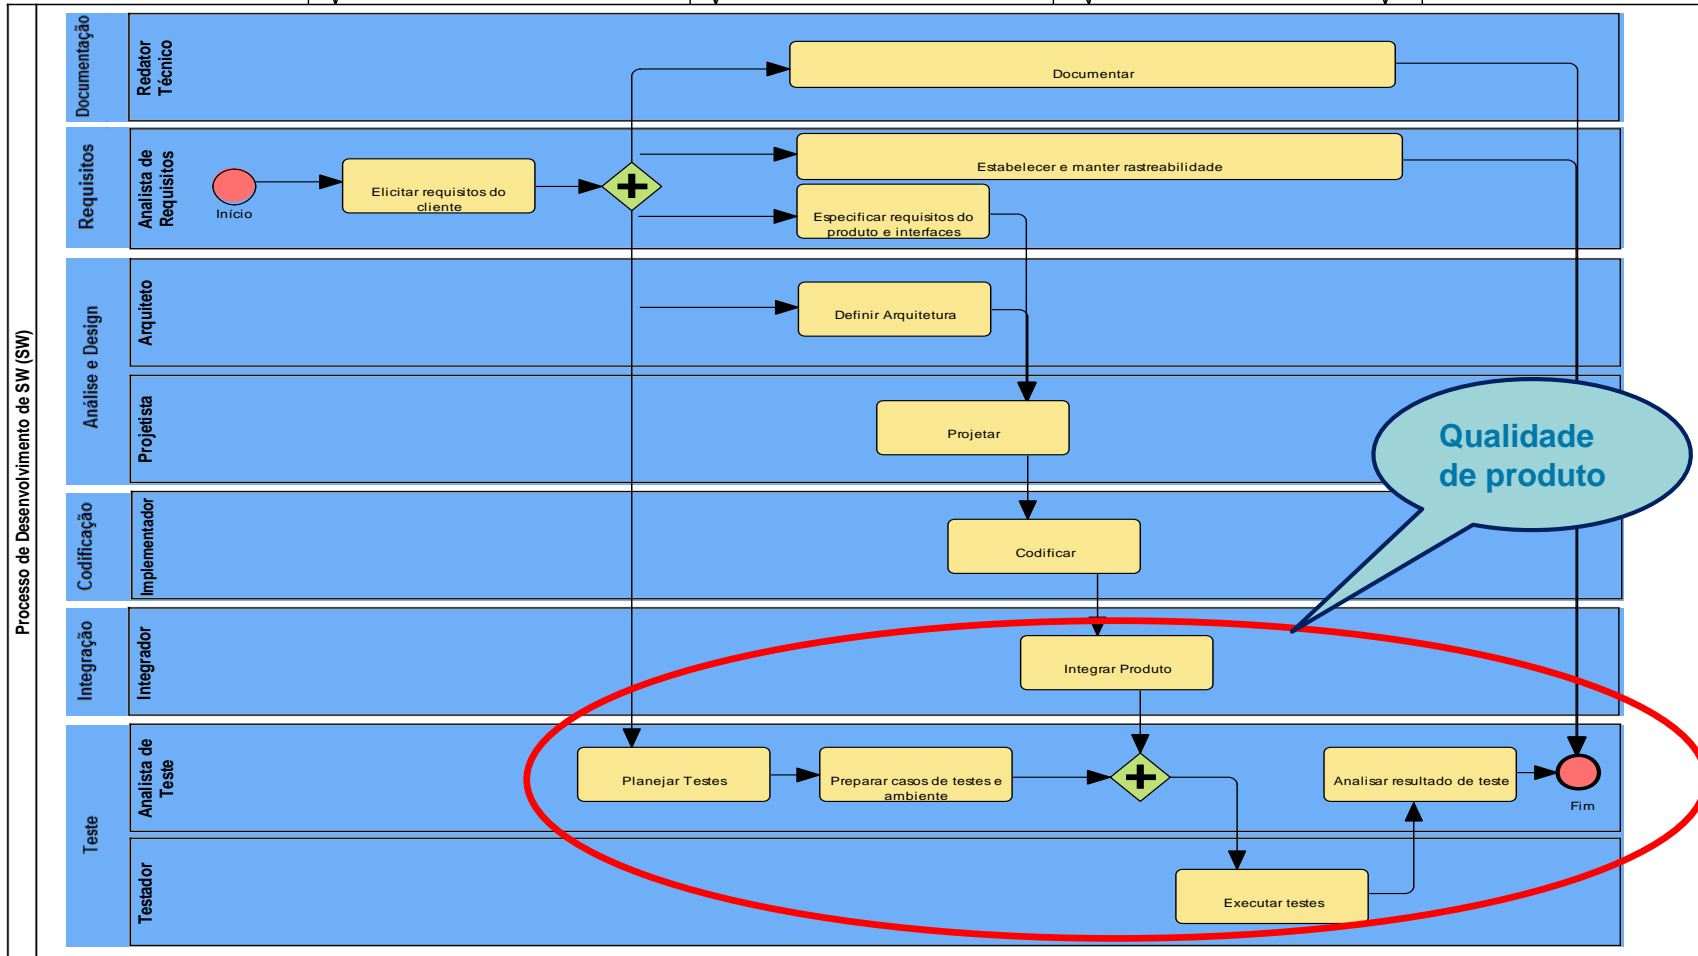 Processo de Desenvolvimento de SW (SW)
Documentação
Redator
Técnico
Documentar
Requisitos
Analista de
Requisitos
Início
Elicitar requisitos do
cliente
Estabelecer e manter rastreabilidade
Especificar requisitos do
produto e interfaces
Análise e Design
Arquiteto
Definir Arquitetura
Projetista
Projetar
Qualidade
de produto
Codificação
Implementador
Codificar
Integração
Integrador
Integrar Produto
Teste
Analista de
Teste
Planejar Testes
Preparar casos de testes e
ambiente
Analisar resultado de teste
Fim
Testador
Executar testes